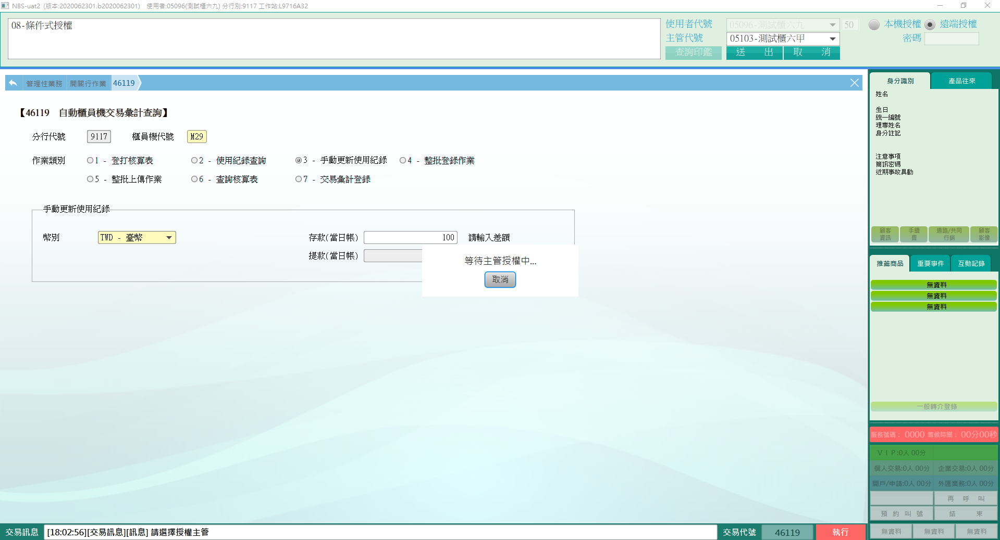 NBS-uat2 (版本:2020062301.b2020062301) 使用者:05096(測試櫃六九) 分行別:9117 工作站:L9716A32
08-條件式授權
使用者代號 05096-測試櫃六九 50 本機授權 遠端授權
主管代號 05103-測試櫃六甲 密碼
查詢印鑑 送 出 取 消
管理性業務 開關行作業 46119
【46119 自動櫃員機交易彙計查詢】
分行代號 9117 櫃員機代號 M29
作業類別 1 - 登打核算表 2 - 使用紀錄查詢 3 - 手動更新使用紀錄 4 - 整批登錄作業
5 - 整批上傳作業 6 - 查詢核算表 7 - 交易彙計登錄
手動更新使用紀錄
幣別 TWD - 臺幣 存款(當日帳) 100 請輸入差額
提款(當日帳)
等待主管授權中...
取消
身分識別 產品往來
姓名
生日
統一編號
理專姓名
身分註記
注意事項
簡訊密碼
近期事故異動
顧客資訊 手續費 通路/共同行銷 顧客影像
推薦商品 重要事件 互動記錄
無資料
無資料
無資料
一般轉介登錄
服務號碼： 0000 等候時間： 00分00秒
ＶＩＰ:0人 00分
個人交易:0人 00分 企業交易:0人 00分
開戶/申請:0人 00分 外匯業務:0人 00分
再 呼 叫
預 約 叫 號 結 束
無資料 無資料 無資料
交易訊息 [18:02:56][交易訊息][訊息] 請選擇授權主管 交易代號 46119 執行